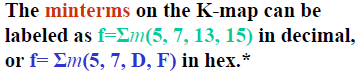 The minterms on the K-map can be
labeled as f=Σm(5, 7, 13, 15) in decimal,
or f= Σm(5, 7, D, F) in hex.*